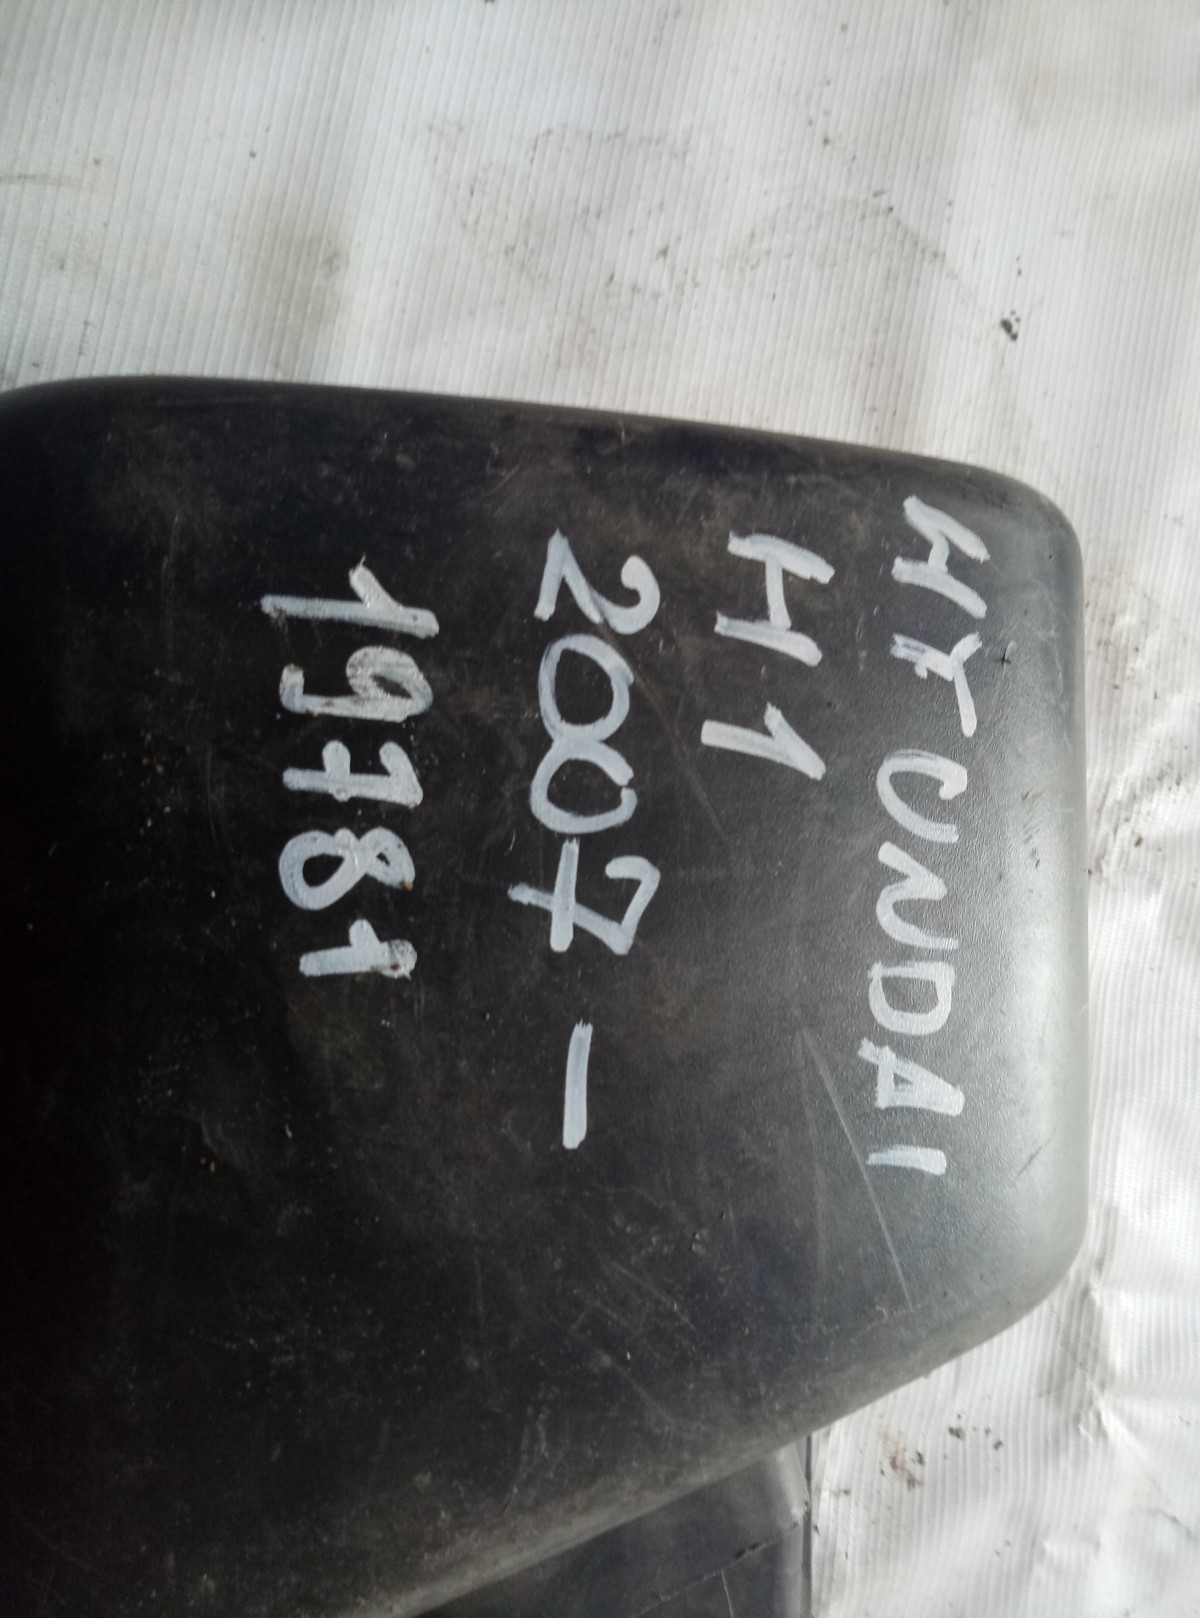 HYUNDAI
H1
2007 -
19781